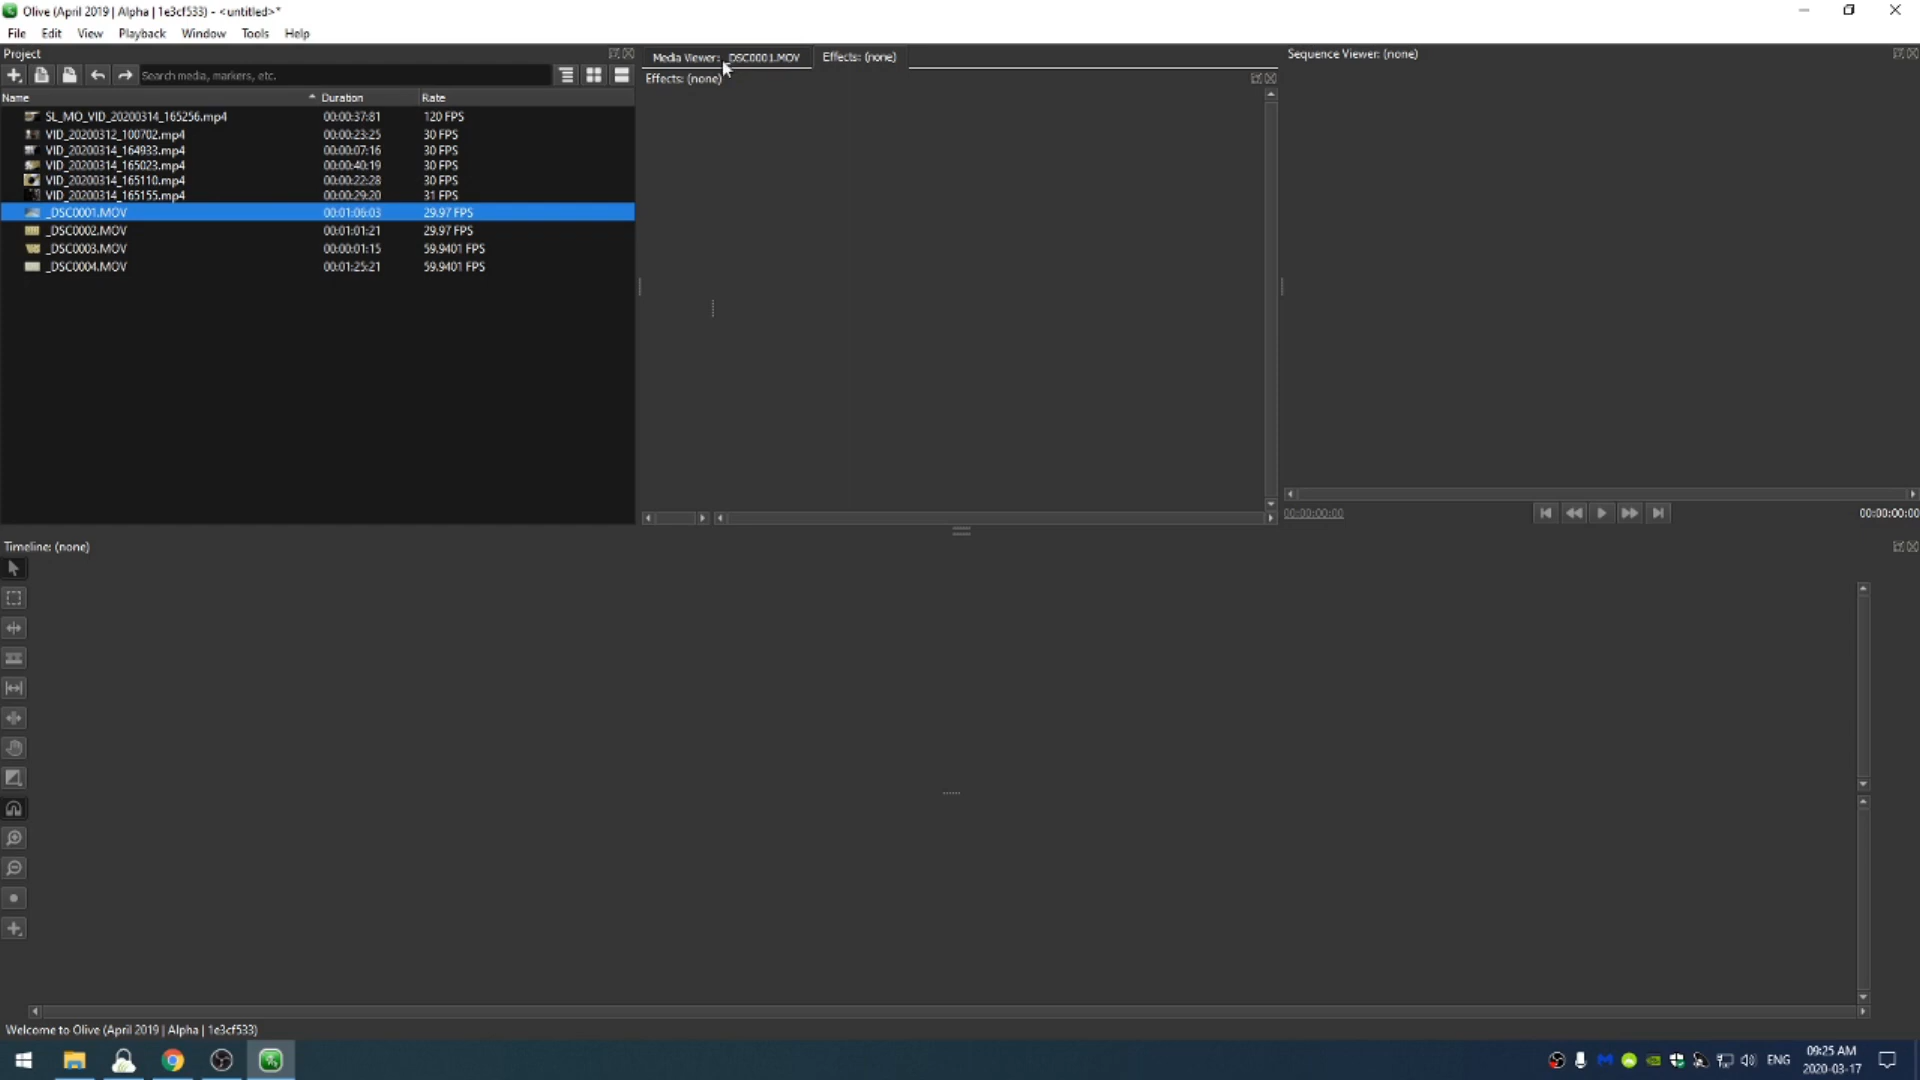 Olive (April 2019 | Alpha | 1e3cf533) - <untitled>*
File Edit View Playback Window Tools Help
Project
Search media, markers, etc.
Name Duration Rate
SL_MO_VID_20200314_165256.mp4 00:00:37:81 120 FPS
VID_20200312_100702.mp4 00:00:23:25 30 FPS
VID_20200314_164933.mp4 00:00:07:16 30 FPS
VID_20200314_165023.mp4 00:00:40:19 30 FPS
VID_20200314_165110.mp4 00:00:22:28 30 FPS
VID_20200314_165155.mp4 00:00:29:20 31 FPS
_DSC0001.MOV 00:01:06:03 29.97 FPS
_DSC0002.MOV 00:01:01:21 29.97 FPS
_DSC0003.MOV 00:00:01:15 59.9401 FPS
_DSC0004.MOV 00:01:25:21 59.9401 FPS
Media Viewer: _DSC0001.MOV Effects: (none)
Effects: (none)
Sequence Viewer: (none)
00:00:00:00 00:00:00:00
Timeline: (none)
Welcome to Olive (April 2019 | Alpha | 1e3cf533)
ENG
09:25 AM
2020-03-17